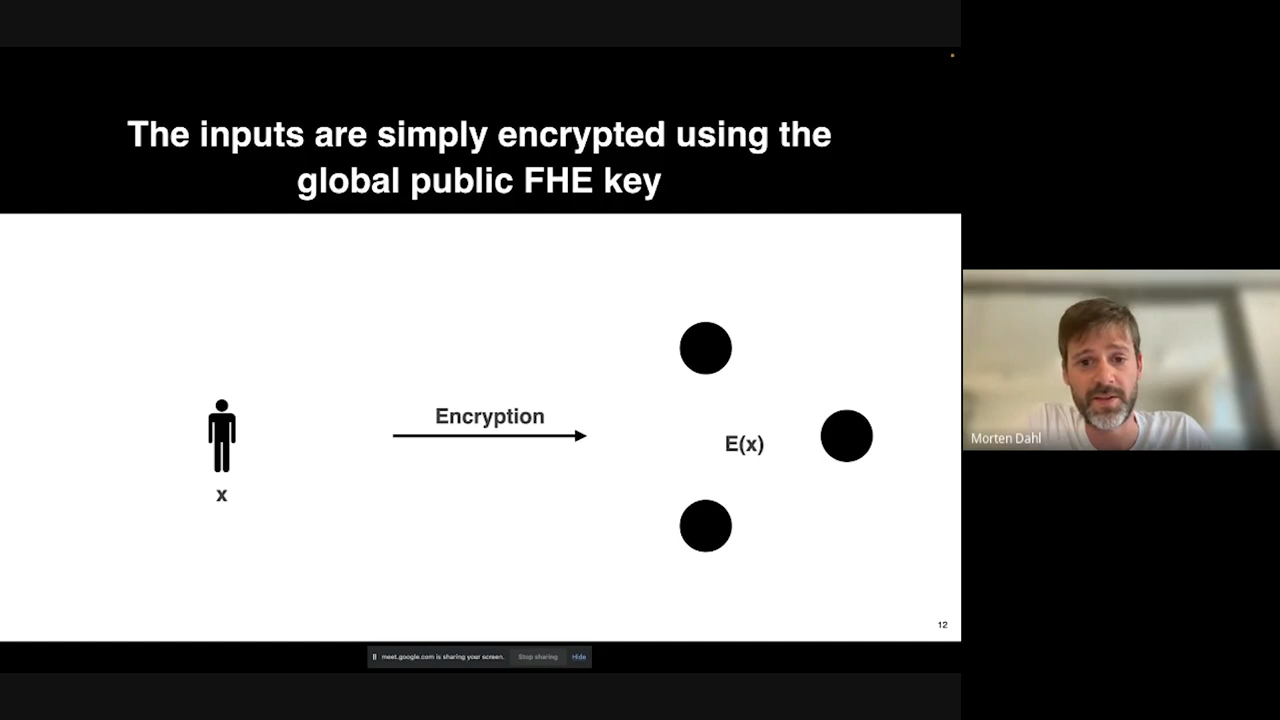 The inputs are simply encrypted using the
global public FHE key
Encryption
E(x)
x
12
Morten Dahl
meet.google.com is sharing your screen.
Stop sharing
Hide